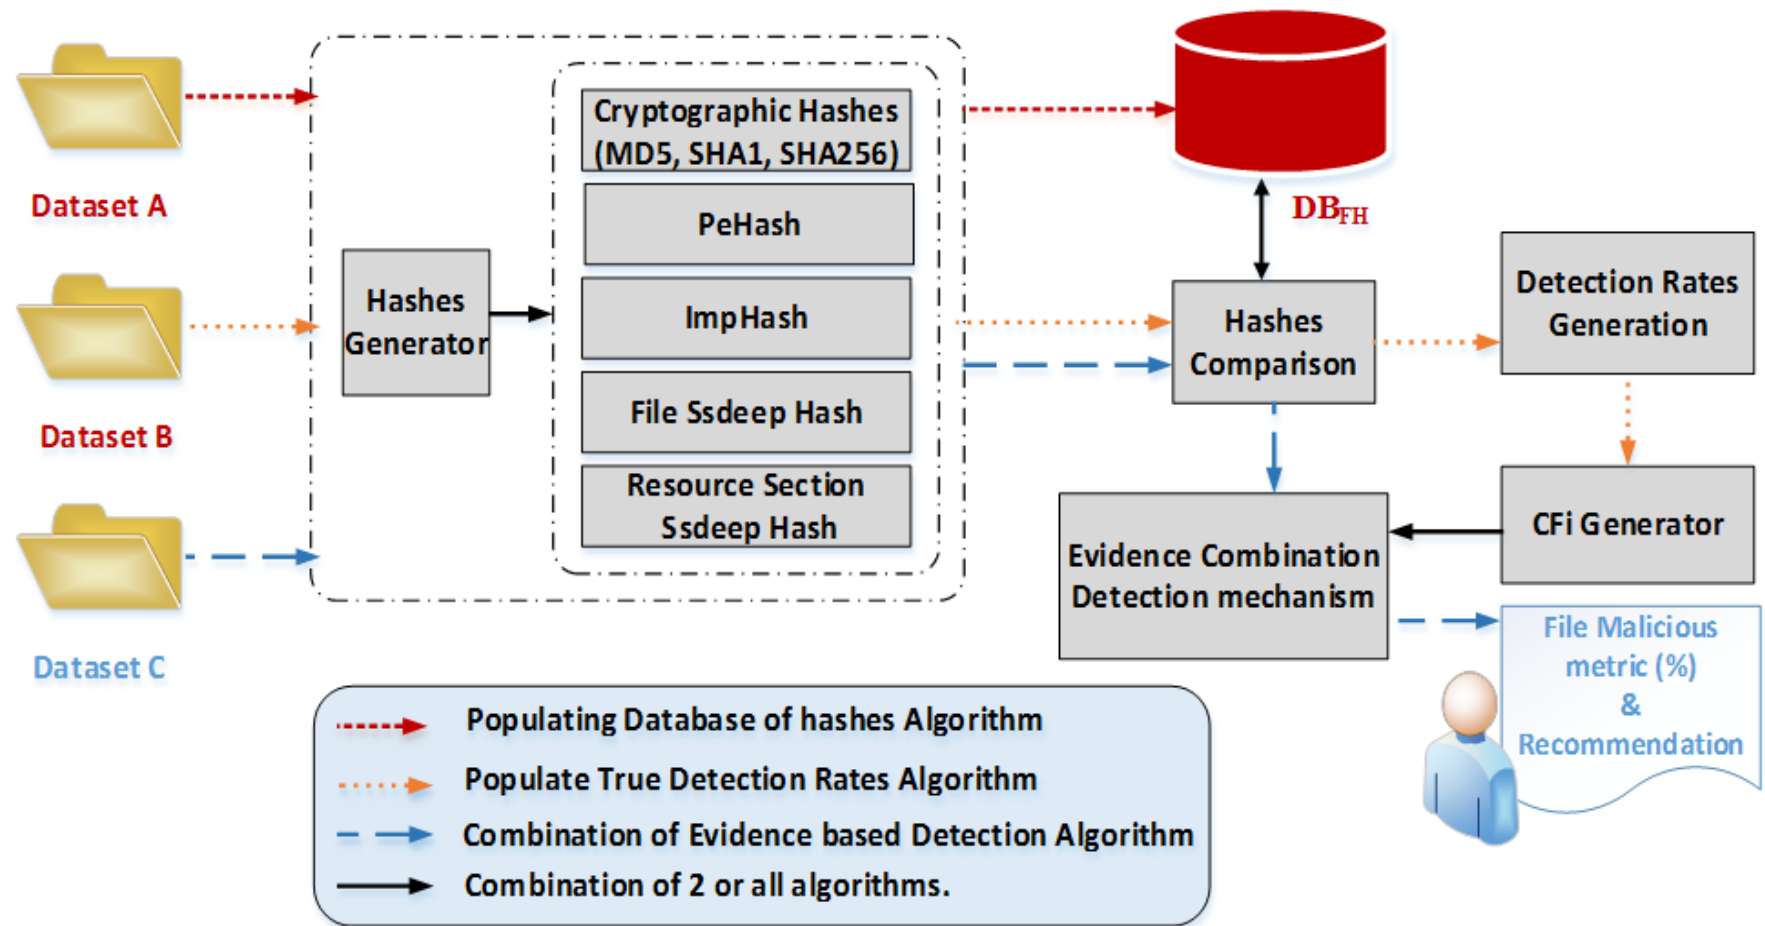 Dataset A
Dataset B
Dataset C
Hashes
Generator
Cryptographic Hashes
(MD5, SHA1, SHA256)
PeHash
ImpHash
File Ssdeep Hash
Resource Section
Ssdeep Hash
DBFH
Hashes
Comparison
Detection Rates
Generation
CFi Generator
Evidence Combination
Detection mechanism
File Malicious
metric (%)
&
Recommendation
Populating Database of hashes Algorithm
Populate True Detection Rates Algorithm
Combination of Evidence based Detection Algorithm
Combination of 2 or all algorithms.